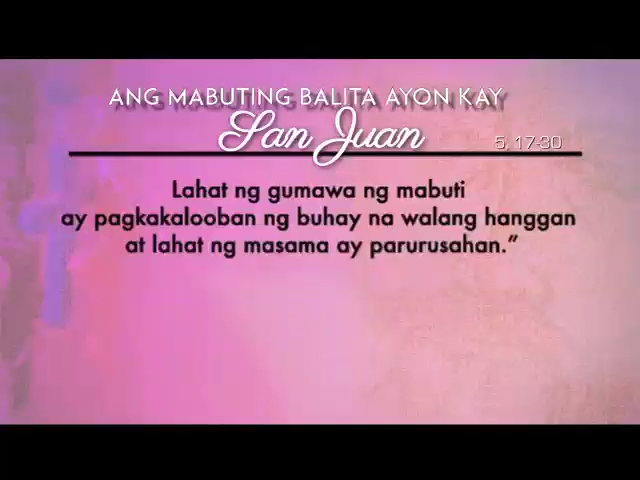 ANG MABUTING BALITA AYON KAY
San Juan
5, 17-30
Lahat ng gumawa ng mabuti
ay pagkakalooban ng buhay na walang hanggan
at lahat ng masama ay parurusahan.”